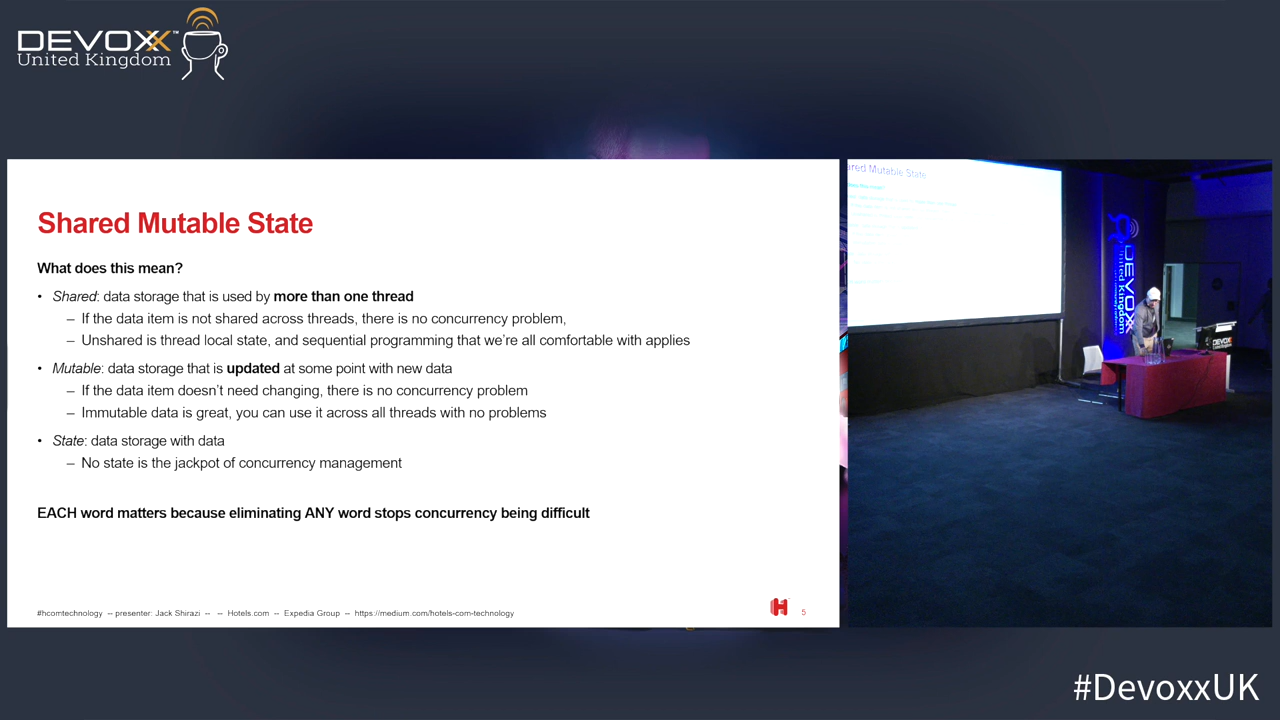 DEVOXX™
United Kingdom
Shared Mutable State
What does this mean?
• Shared: data storage that is used by more than one thread
– If the data item is not shared across threads, there is no concurrency problem,
– Unshared is thread local state, and sequential programming that we're all comfortable with applies
• Mutable: data storage that is updated at some point with new data
– If the data item doesn't need changing, there is no concurrency problem
– Immutable data is great, you can use it across all threads with no problems
• State: data storage with data
– No state is the jackpot of concurrency management
EACH word matters because eliminating ANY word stops concurrency being difficult
#hcomtechnology -- presenter: Jack Shirazi -- -- Hotels.com -- Expedia Group -- https://medium.com/hotels-com-technology
H
5
Mutable State
DEVOXX
United Kingdom
DEVOXX
#DevoxxUK